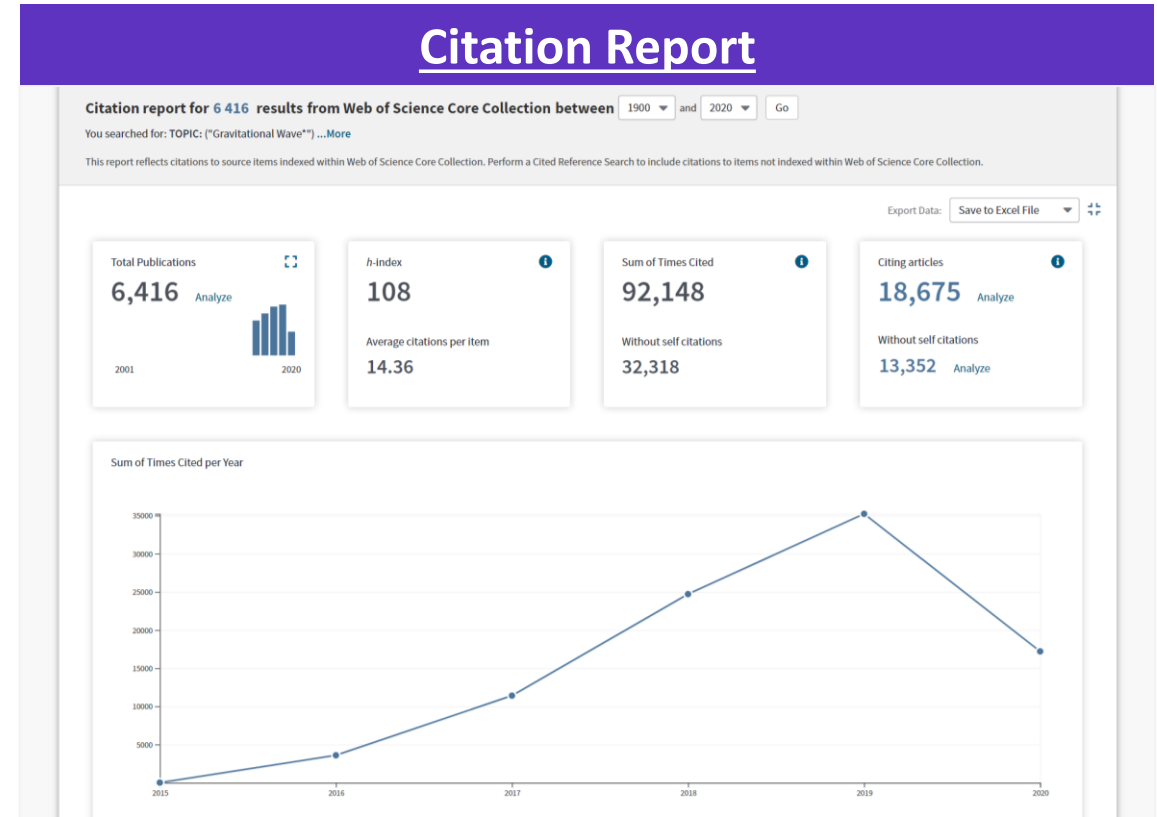 Citation Report
Citation report for 6 416 results from Web of Science Core Collection between 1900 and 2020 Go
You searched for: TOPIC: ("Gravitational Wave*") ...More
This report reflects citations to source items indexed within Web of Science Core Collection. Perform a Cited Reference Search to include citations to items not indexed within Web of Science Core Collection.
Export Data: Save to Excel File
Total Publications
6,416 Analyze
2001 2020
h-index
108
Average citations per item
14.36
Sum of Times Cited
92,148
Without self citations
32,318
Citing articles
18,675 Analyze
Without self citations
13,352 Analyze
Sum of Times Cited per Year
35000
30000
25000
20000
15000
10000
5000
2015 2016 2017 2018 2019 2020